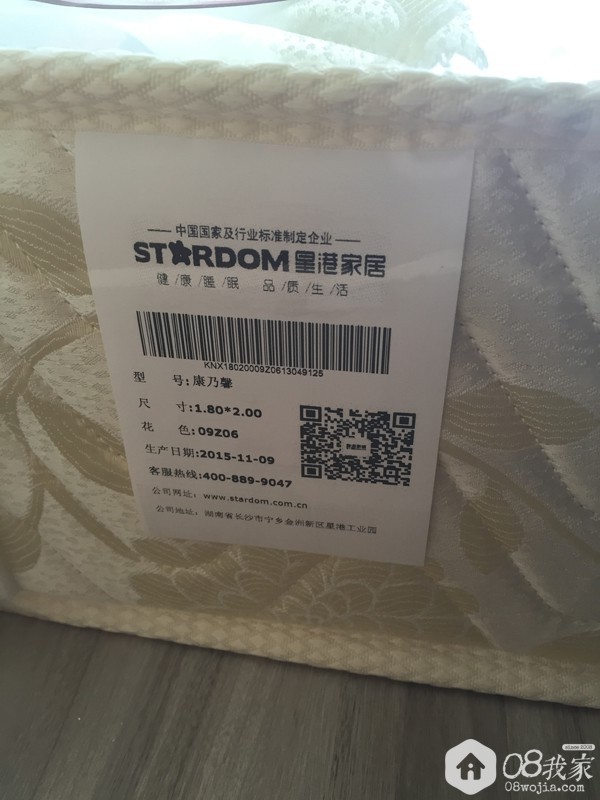 —— 中国国家及行业标准制定企业 ——
STARDOM 星港家居
健/康/睡/眠 品/质/生/活
KNX18020009Z0613049125
型 号:康乃馨
尺 寸:1.80*2.00
花 色:09Z06
生产日期:2015-11-09
客服热线:400-889-9047
公司网址: www.stardom.com.cn
公司地址: 湖南省长沙市宁乡金洲新区星港工业园
since 2008
08我家
08wojia.com